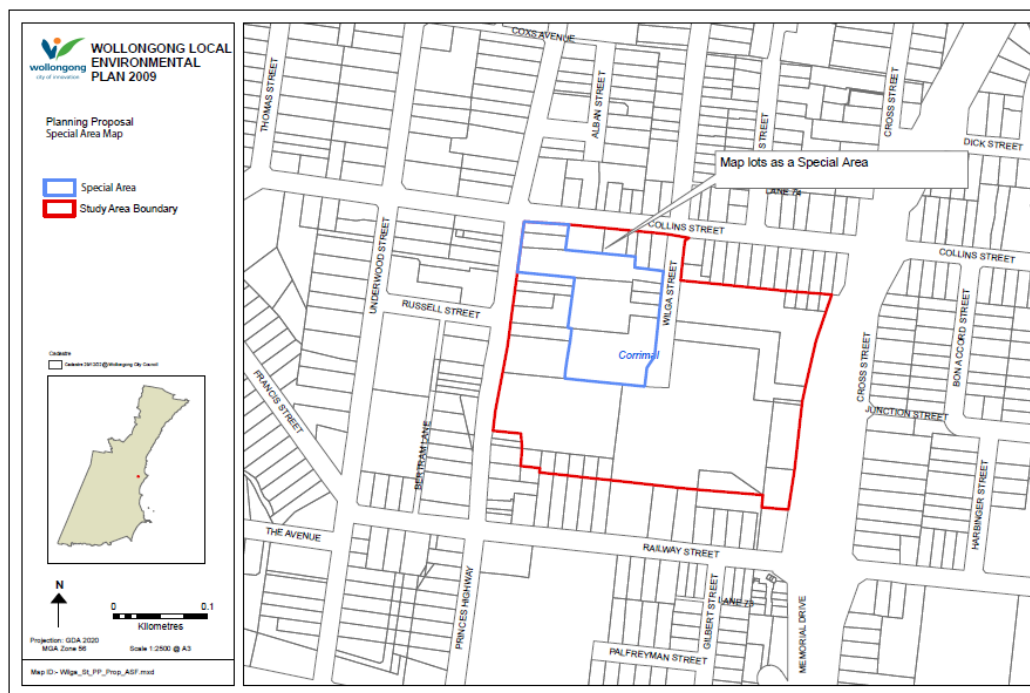 wollongong
city of innovation
WOLLONGONG LOCAL
ENVIRONMENTAL
PLAN 2009
Planning Proposal
Special Area Map
Special Area
Study Area Boundary
Cadastre
N
0 0.1
Kilometres
Projection: GDA 2020
MGA Zone 56
Scale 1:2500 @ A3
Map ID:- Wilga_St_PP_Prop_ASF.mxd
COXS AVENUE
THOMAS STREET
ALBAN STREET
STREET
CROSS STREET
DICK STREET
Map lots as a Special Area
LANE 74
COLLINS STREET
COLLINS STREET
UNDERWOOD STREET
RUSSELL STREET
WILGA STREET
Corrimal
CROSS STREET
BONACCORD STREET
FRANCIS STREET
BERTRAM LANE
JUNCTION STREET
HARBINGER STREET
THE AVENUE
RAILWAY STREET
PRINCES HIGHWAY
GILBERT STREET
LANE 73
MEMORIAL DRIVE
PALFREYMAN STREET